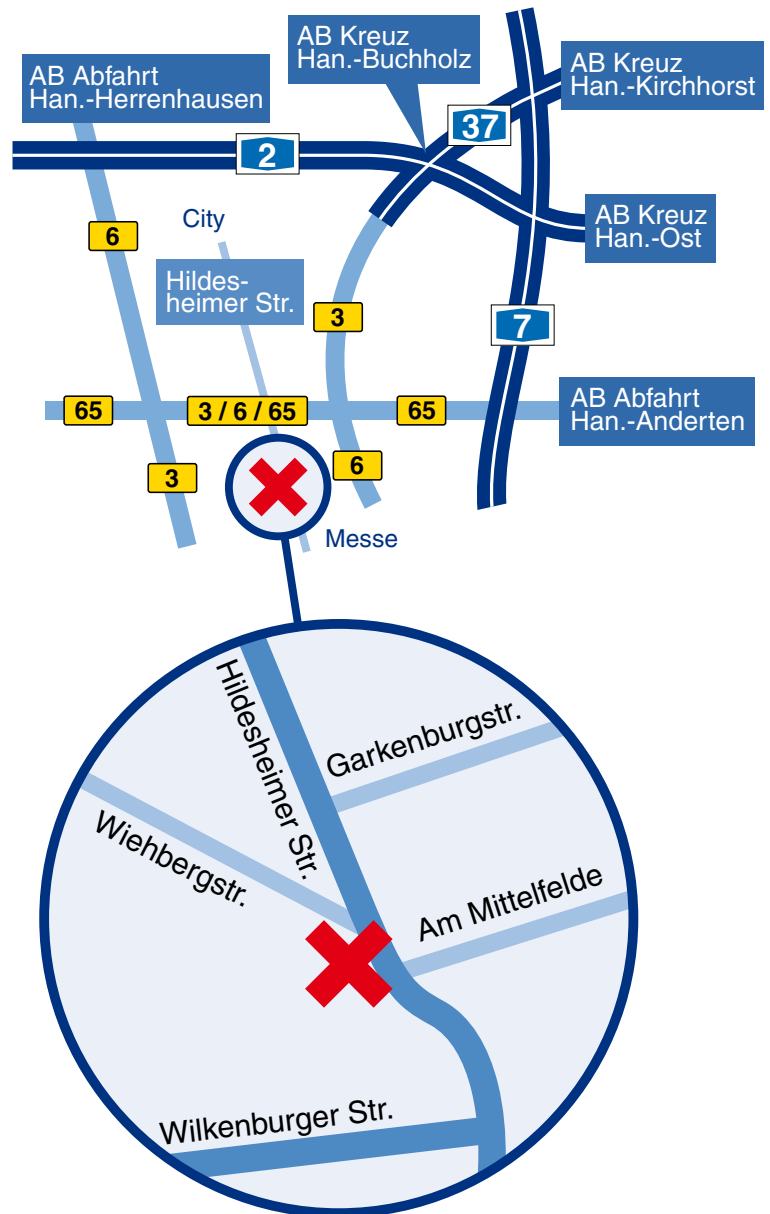 AB Kreuz
Han.-Buchholz
AB Abfahrt
Han.-Herrenhausen
AB Kreuz
Han.-Kirchhorst
37
2
AB Kreuz
Han.-Ost
City
6
Hildes-
heimer Str.
3
7
65
3 / 6 / 65
65
AB Abfahrt
Han.-Anderten
3
6
Messe
Hildesheimer Str.
Garkenburgstr.
Wiehbergstr.
Am Mittelfelde
Wilkenburger Str.